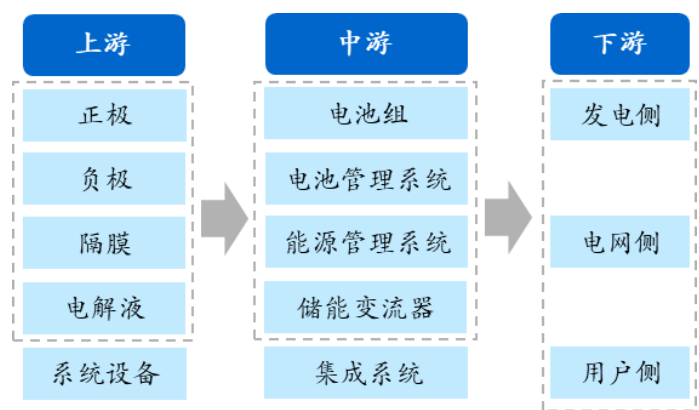 上游
正极
负极
隔膜
电解液
系统设备
中游
电池组
电池管理系统
能源管理系统
储能变流器
集成系统
下游
发电侧
电网侧
用户侧